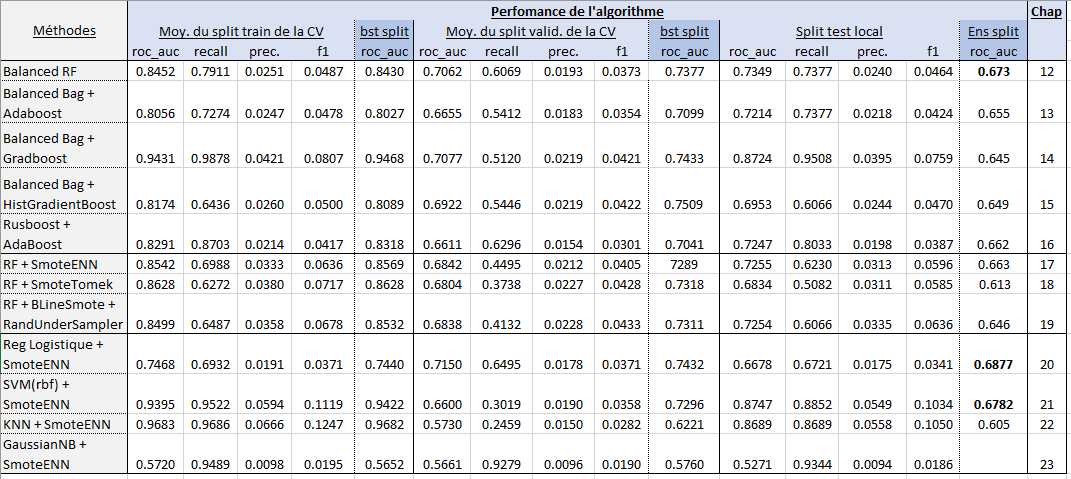 Perfomance de l'algorithme Chap
Méthodes Moy. du split train de la CV bst split Moy. du split valid. de la CV bst split Split test local Ens split
roc_auc recall prec. f1 roc_auc roc_auc recall prec. f1 roc_auc roc_auc recall prec. f1 roc_auc
Balanced RF 0.8452 0.7911 0.0251 0.0487 0.8430 0.7062 0.6069 0.0193 0.0373 0.7377 0.7349 0.7377 0.0240 0.0464 0.673 12
Balanced Bag +
Adaboost 0.8056 0.7274 0.0247 0.0478 0.8027 0.6655 0.5412 0.0183 0.0354 0.7099 0.7214 0.7377 0.0218 0.0424 0.655 13
Balanced Bag +
Gradboost 0.9431 0.9878 0.0421 0.0807 0.9468 0.7077 0.5120 0.0219 0.0421 0.7433 0.8724 0.9508 0.0395 0.0759 0.645 14
Balanced Bag +
HistGradientBoost 0.8174 0.6436 0.0260 0.0500 0.8089 0.6922 0.5446 0.0219 0.0422 0.7509 0.6953 0.6066 0.0244 0.0470 0.649 15
Rusboost +
AdaBoost 0.8291 0.8703 0.0214 0.0417 0.8318 0.6611 0.6296 0.0154 0.0301 0.7041 0.7247 0.8033 0.0198 0.0387 0.662 16
RF + SmoteENN 0.8542 0.6988 0.0333 0.0636 0.8569 0.6842 0.4495 0.0212 0.0405 7289 0.7255 0.6230 0.0313 0.0596 0.663 17
RF + SmoteTomek 0.8628 0.6272 0.0380 0.0717 0.8628 0.6804 0.3738 0.0227 0.0428 0.7318 0.6834 0.5082 0.0311 0.0585 0.613 18
RF + BLineSmote +
RandUnderSampler 0.8499 0.6487 0.0358 0.0678 0.8532 0.6838 0.4132 0.0228 0.0433 0.7311 0.7254 0.6066 0.0335 0.0636 0.646 19
Reg Logistique +
SmoteENN 0.7468 0.6932 0.0191 0.0371 0.7440 0.7150 0.6495 0.0178 0.0371 0.7432 0.6678 0.6721 0.0175 0.0341 0.6877 20
SVM(rbf) +
SmoteENN 0.9395 0.9522 0.0594 0.1119 0.9422 0.6600 0.3019 0.0190 0.0358 0.7296 0.8747 0.8852 0.0549 0.1034 0.6782 21
KNN + SmoteENN 0.9683 0.9686 0.0666 0.1247 0.9682 0.5730 0.2459 0.0150 0.0282 0.6221 0.8689 0.8689 0.0558 0.1050 0.605 22
GaussianNB +
SmoteENN 0.5720 0.9489 0.0098 0.0195 0.5652 0.5661 0.9279 0.0096 0.0190 0.5760 0.5271 0.9344 0.0094 0.0186 23